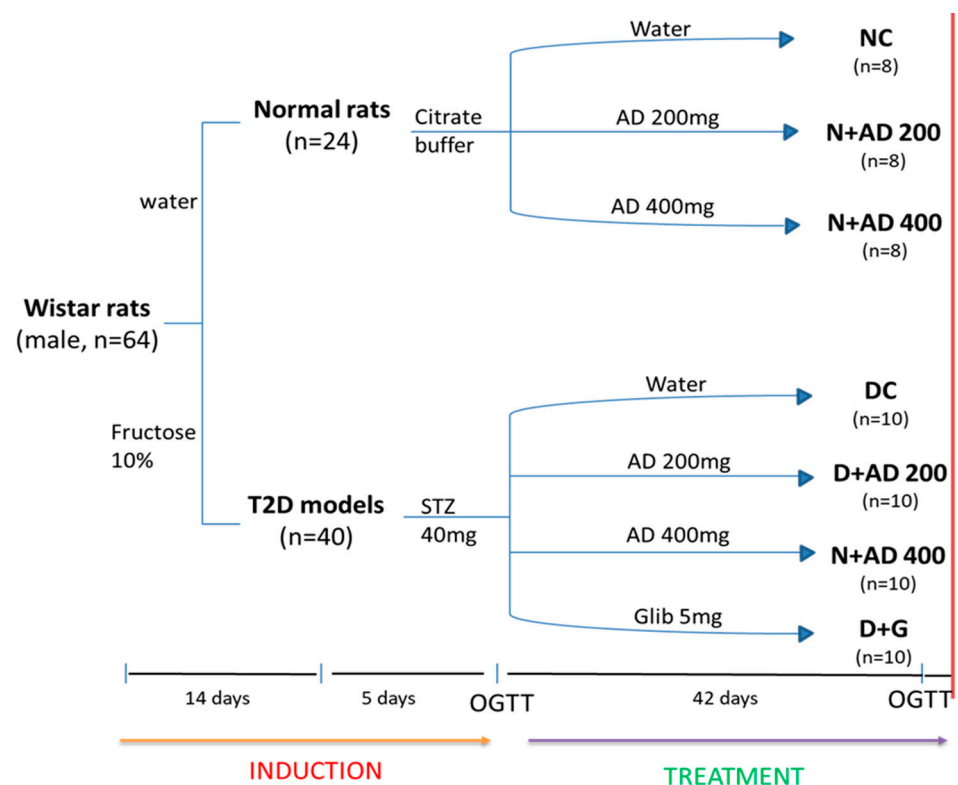 Water
NC
(n=8)
Normal rats
(n=24)
Citrate
buffer
AD 200mg
N+AD 200
(n=8)
water
AD 400mg
N+AD 400
(n=8)
Wistar rats
(male, n=64)
Fructose
10%
Water
DC
(n=10)
AD 200mg
D+AD 200
(n=10)
T2D models
(n=40)
STZ
40mg
AD 400mg
N+AD 400
(n=10)
Glib 5mg
D+G
(n=10)
14 days
5 days
OGTT
42 days
OGTT
INDUCTION
TREATMENT